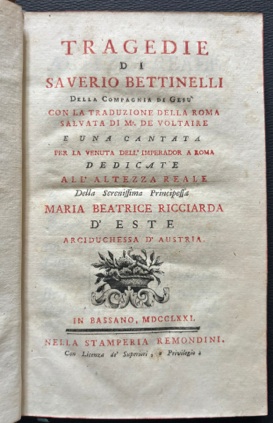 TRAGEDIE
DI
SAVERIO BETTINELLI
DELLA COMPAGNIA DI GESU'
CON LA TRADUZIONE DELLA ROMA
SALVATA DI Mr. DE VOLTAIRE
E UNA CANTATA
PER LA VENUTA DELL'IMPERADOR A ROMA
DEDICATE
ALL' ALTEZZA REALE
Della Serenissima Principessa
MARIA BEATRICE RICCIARDA
D' ESTE
ARCIDUCHESSA D' AUSTRIA.
IN BASSANO, MDCCLXXI.
NELLA STAMPERIA REMONDINI.
Con Licenza de' Superiori, e Privilegio